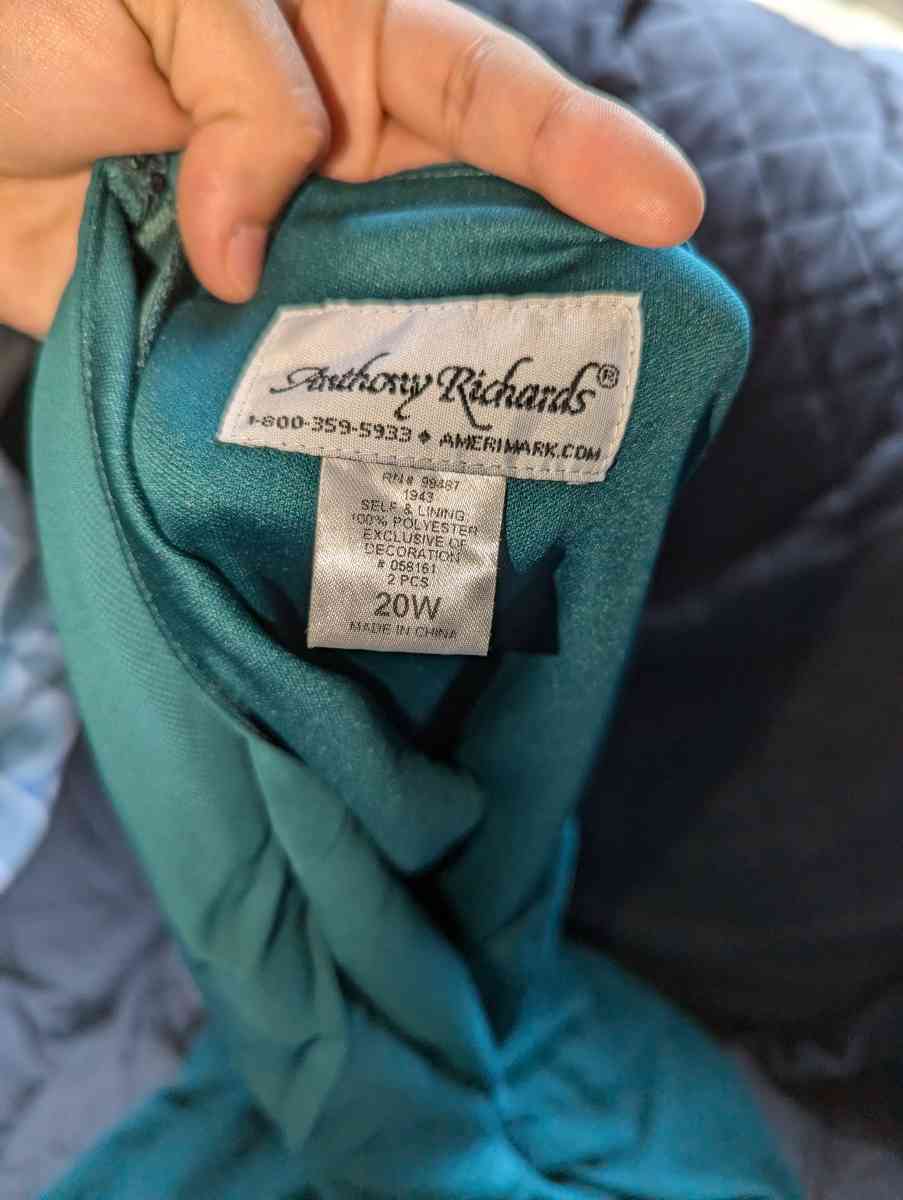 Anthony Richards®
1-800-359-5933 ♦ AMERIMARK.COM
RN# 99487
1943
SELF & LINING
100% POLYESTER
EXCLUSIVE OF
DECORATION
# 058161
2 PCS
20W
MADE IN CHINA